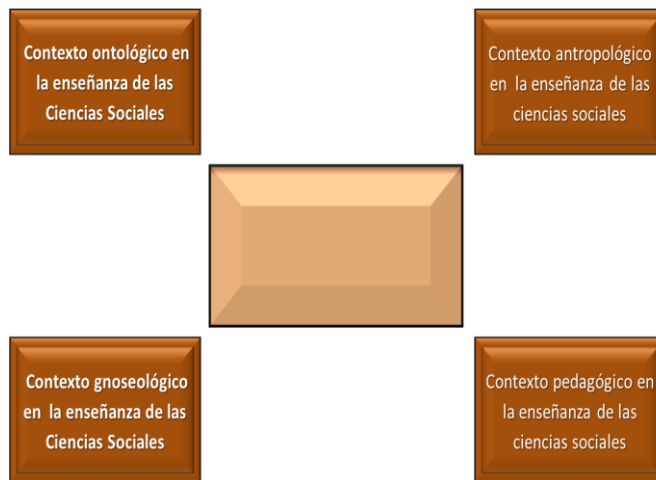 Contexto ontológico en
la enseñanza de las
Ciencias Sociales
Contexto antropológico
en la enseñanza de las
ciencias sociales
Contexto gnoseológico
en la enseñanza de las
Ciencias Sociales
Contexto pedagógico en
la enseñanza de las
ciencias sociales